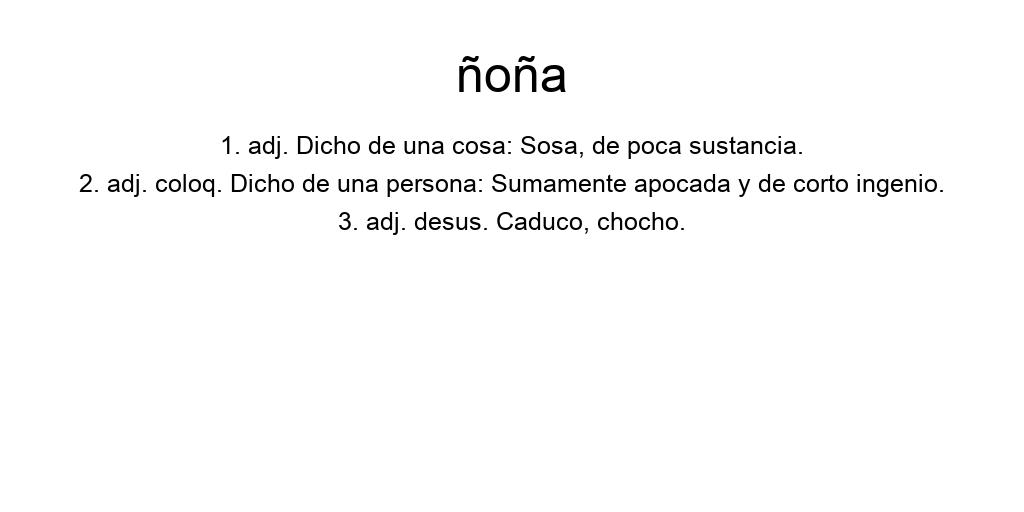 ñoña
1. adj. Dicho de una cosa: Sosa, de poca sustancia.
2. adj. coloq. Dicho de una persona: Sumamente apocada y de corto ingenio.
3. adj. desus. Caduco, chocho.